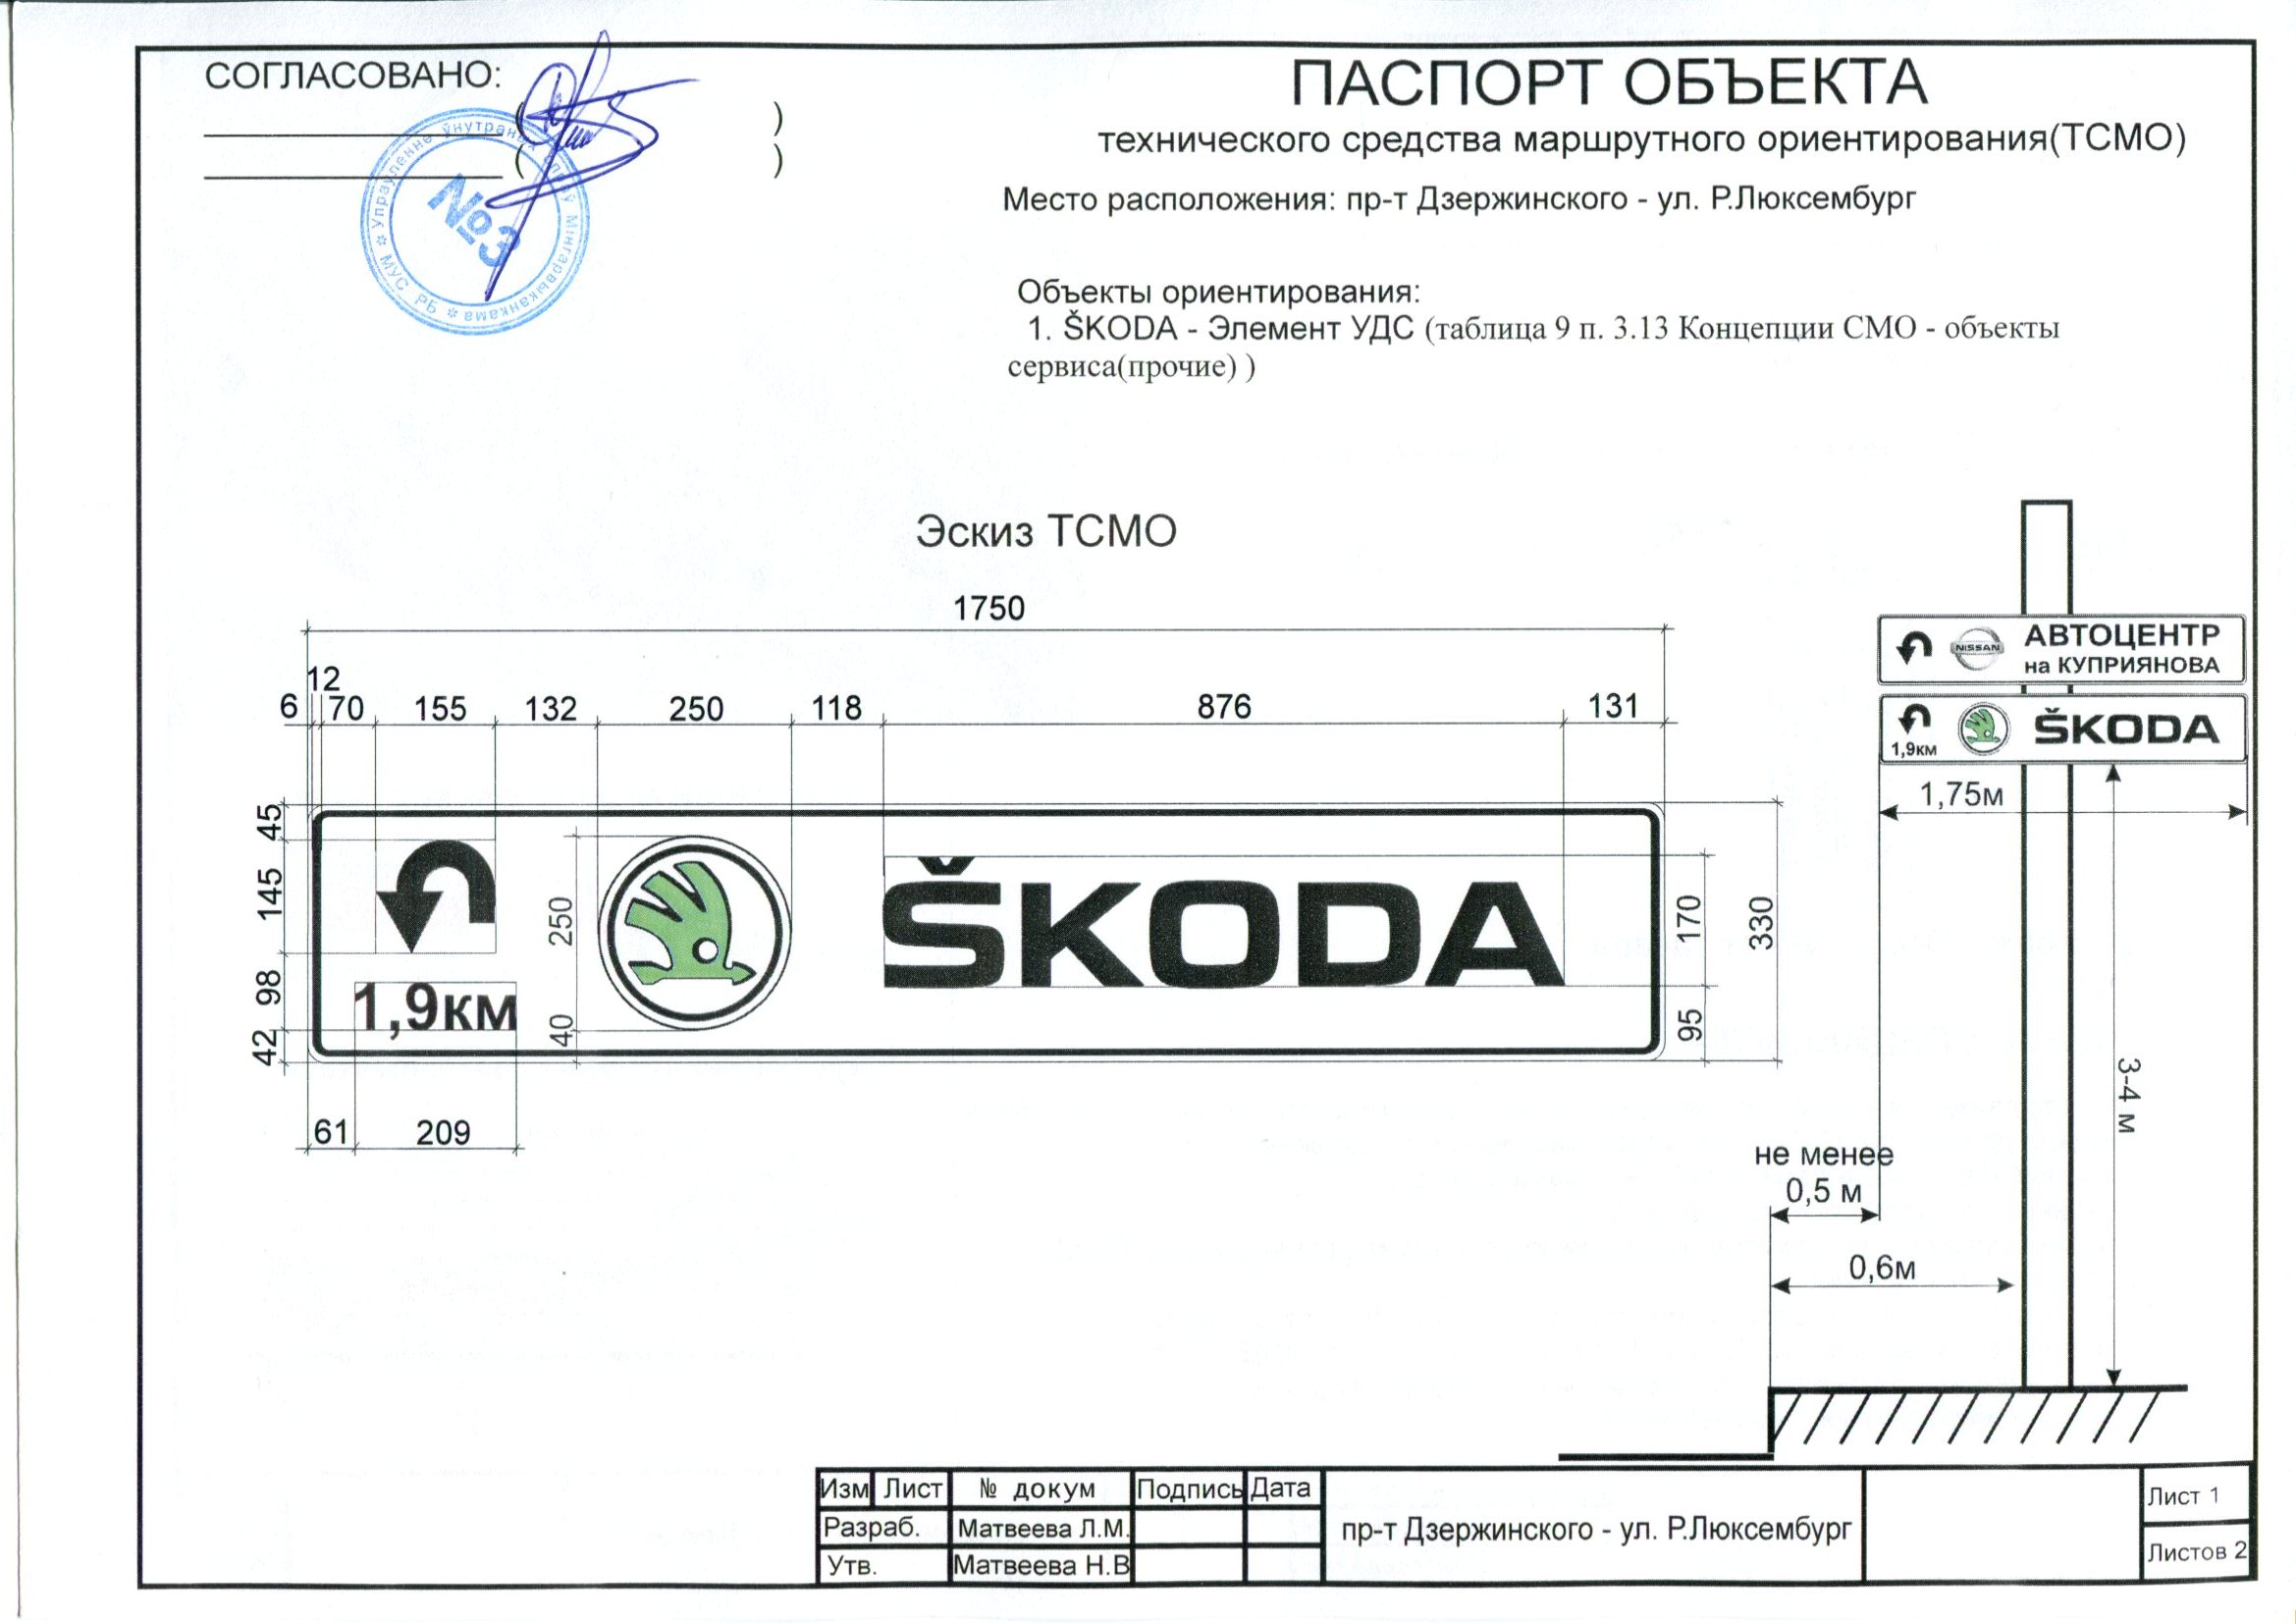 СОГЛАСОВАНО:
( )
( )
Упраўленне ўнутраных спраў Мінгарвыканкама
МУС РБ
№3
ПАСПОРТ ОБЪЕКТА
технического средства маршрутного ориентирования(ТСМО)
Место расположения: пр-т Дзержинского - ул. Р.Люксембург
Объекты ориентирования:
1. ŠKODA - Элемент УДС (таблица 9 п. 3.13 Концепции СМО - объекты
сервиса(прочие) )
Эскиз ТСМО
1750
12
6 70 155 132 250 118 876 131
45
145
98
42
1,9км
250
40
ŠKODA
170
95
330
61 209
NISSAN
АВТОЦЕНТР
на КУПРИЯНОВА
1,9км
ŠKODA
1,75м
3-4 м
не менее
0,5 м
0,6м
Изм Лист № докум Подпись Дата
Разраб. Матвеева Л.М.
Утв. Матвеева Н.В
пр-т Дзержинского - ул. Р.Люксембург
Лист 1
Листов 2